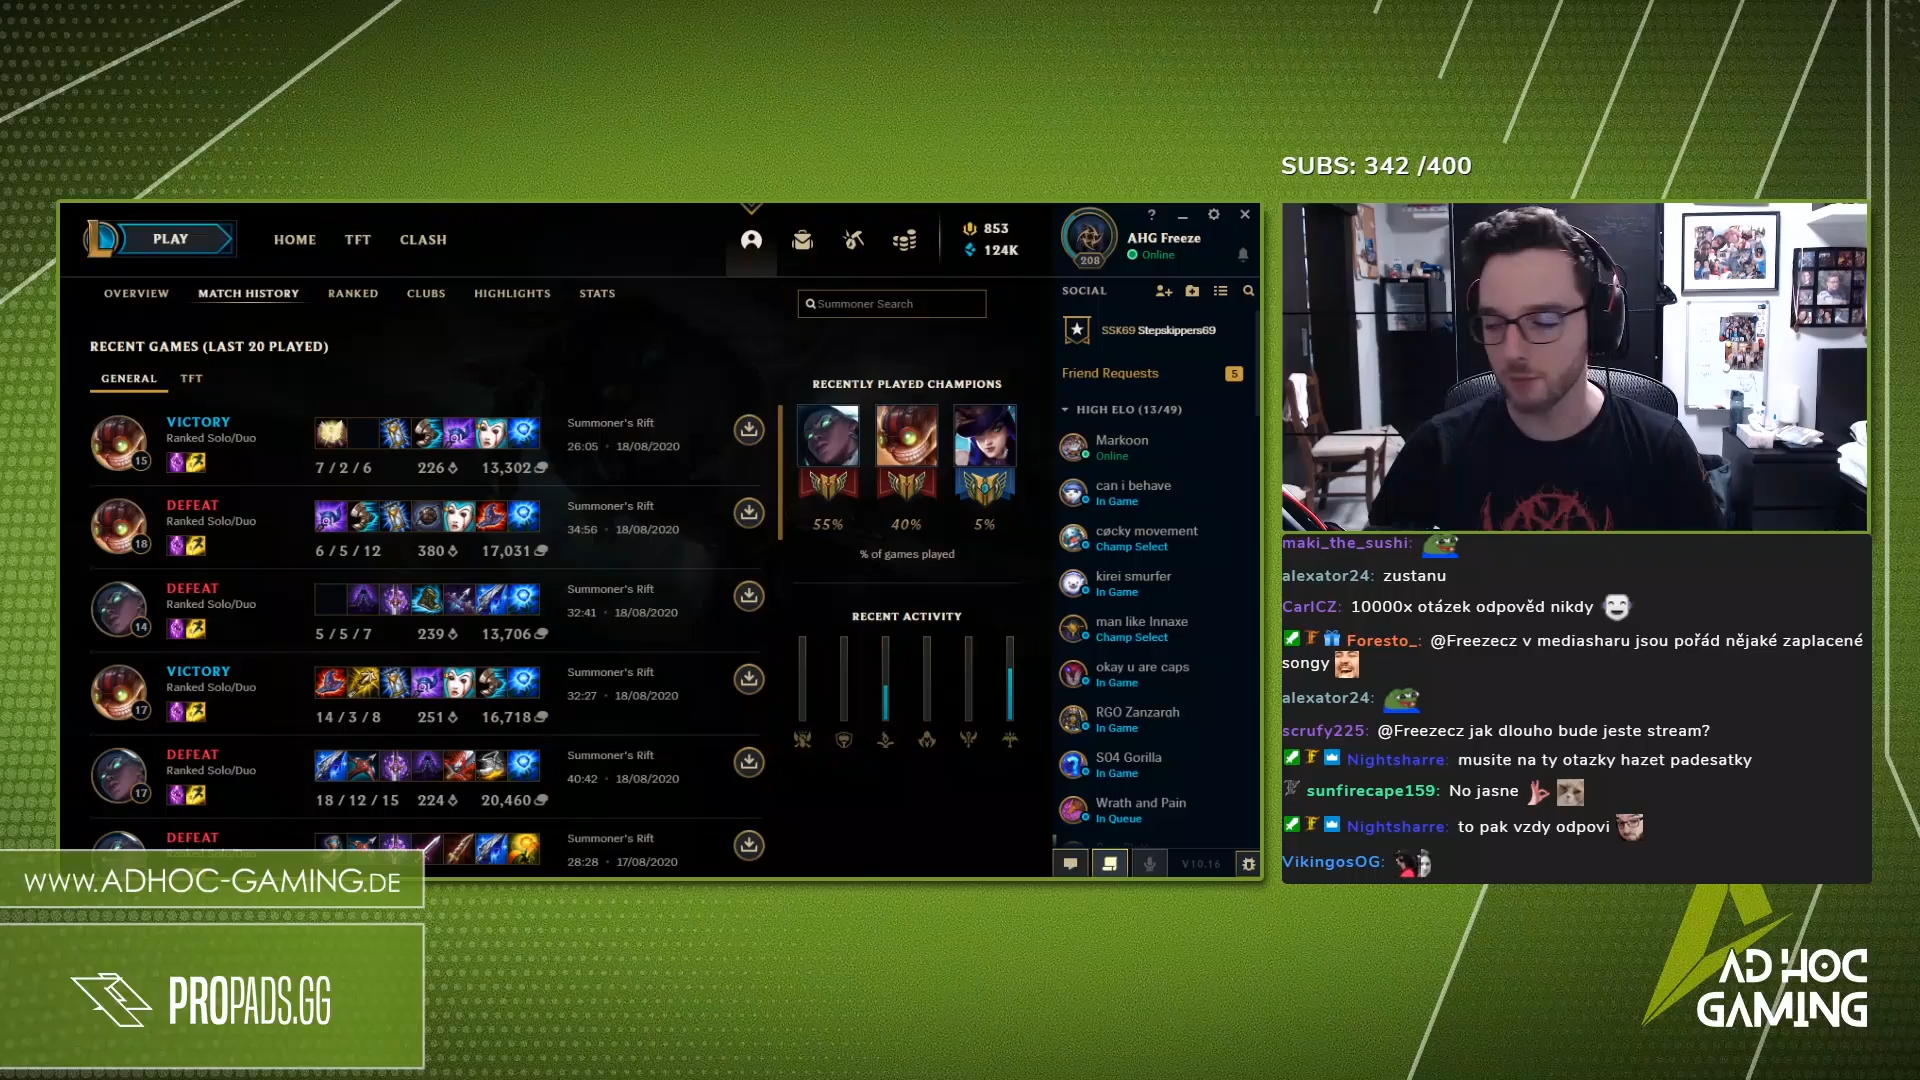 SUBS: 342 /400
PLAY
HOME
TFT
CLASH
853
124K
208
AHG Freeze
Online
OVERVIEW
MATCH HISTORY
RANKED
CLUBS
HIGHLIGHTS
STATS
Summoner Search
RECENT GAMES (LAST 20 PLAYED)
GENERAL
TFT
VICTORY
Ranked Solo/Duo
15
7 / 2 / 6
226
13,302
Summoner's Rift
26:05 • 18/08/2020
DEFEAT
Ranked Solo/Duo
18
6 / 5 / 12
380
17,031
Summoner's Rift
34:56 • 18/08/2020
DEFEAT
Ranked Solo/Duo
14
5 / 5 / 7
239
13,706
Summoner's Rift
32:41 • 18/08/2020
VICTORY
Ranked Solo/Duo
17
14 / 3 / 8
251
16,718
Summoner's Rift
32:27 • 18/08/2020
DEFEAT
Ranked Solo/Duo
17
18 / 12 / 15
224
20,460
Summoner's Rift
40:42 • 18/08/2020
DEFEAT
Ranked Solo/Duo
Summoner's Rift
28:28 • 17/08/2020
RECENTLY PLAYED CHAMPIONS
55%
40%
5%
% of games played
RECENT ACTIVITY
SOCIAL
SSK69 Stepskippers69
Friend Requests
5
HIGH ELO (13/49)
Markoon
Online
can i behave
In Game
cøcky movement
Champ Select
kirei smurfer
In Game
man like Innaxe
Champ Select
okay u are caps
In Game
RGO Zanzarah
In Game
S04 Gorilla
In Game
Wrath and Pain
In Queue
V10.16
maki_the_sushi:
alexator24: zustanu
CarlCZ: 10000x otázek odpověd nikdy
Foresto_: @Freezecz v mediasharu jsou pořád nějaké zaplacené
songy
alexator24:
scrufy225: @Freezecz jak dlouho bude jeste stream?
Nightsharre: musite na ty otazky hazet padesatky
sunfirecape159: No jasne
Nightsharre: to pak vzdy odpovi
VikingosOG:
WWW.ADHOC-GAMING.DE
PROPADS.GG
AD HOC
GAMING